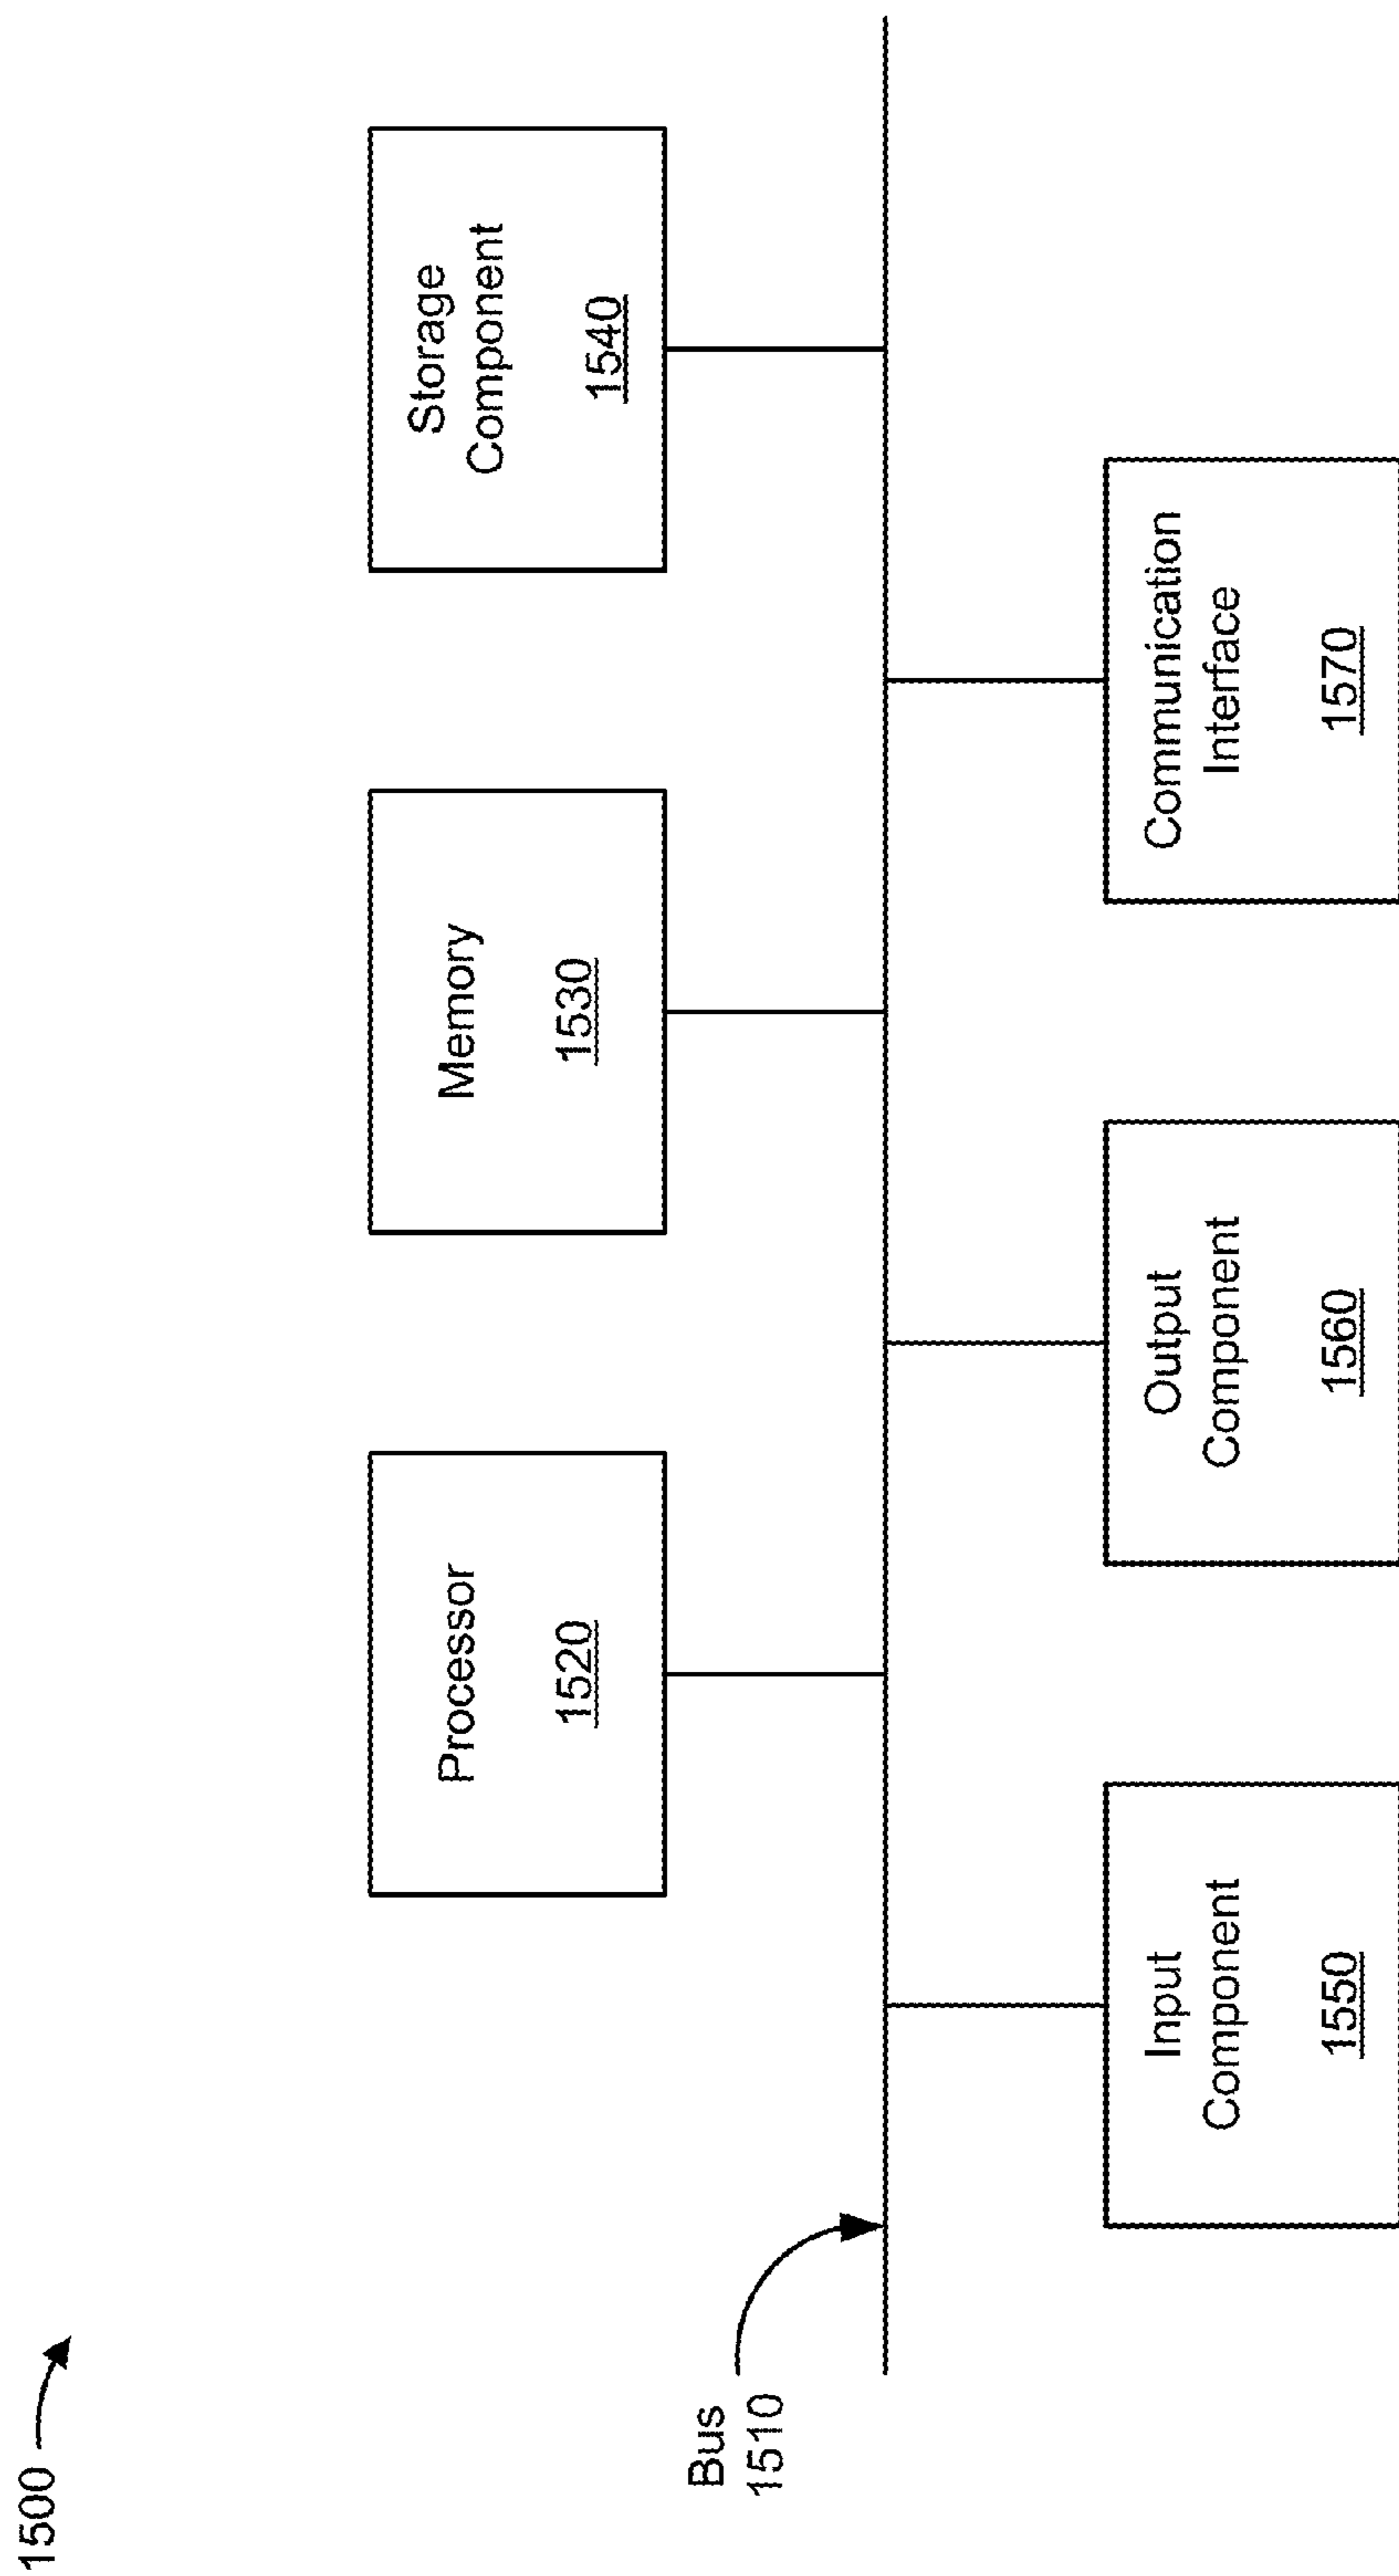 1500
Processor
1520
Memory
1530
Storage
Component
1540
Bus
1510
Input
Component
1550
Output
Component
1560
Communication
Interface
1570